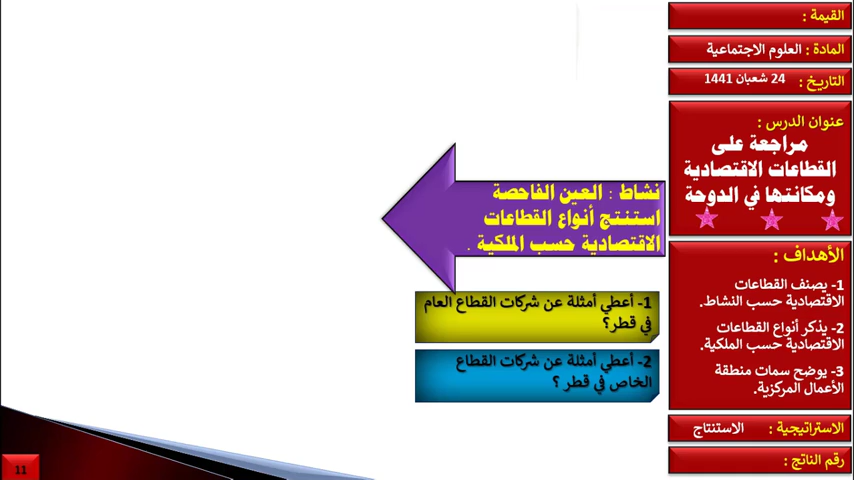 القيمة :
المادة : العلوم الاجتماعية
التاريخ : 24 شعبان 1441
عنوان الدرس :
مراجعة على
القطاعات الاقتصادية
ومكانتها في الدوحة
الأهداف :
1- يصنف القطاعات
الاقتصادية حسب النشاط.
2- يذكر أنواع القطاعات
الاقتصادية حسب الملكية.
3- يوضح سمات منطقة
الأعمال المركزية.
الاستراتيجية : الاستنتاج
رقم الناتج :
نشاط : العين الفاحصة
استنتج أنواع القطاعات
الاقتصادية حسب الملكية .
1- أعطي أمثلة عن شركات القطاع العام
في قطر؟
2- أعطي أمثلة عن شركات القطاع
الخاص في قطر ؟
11